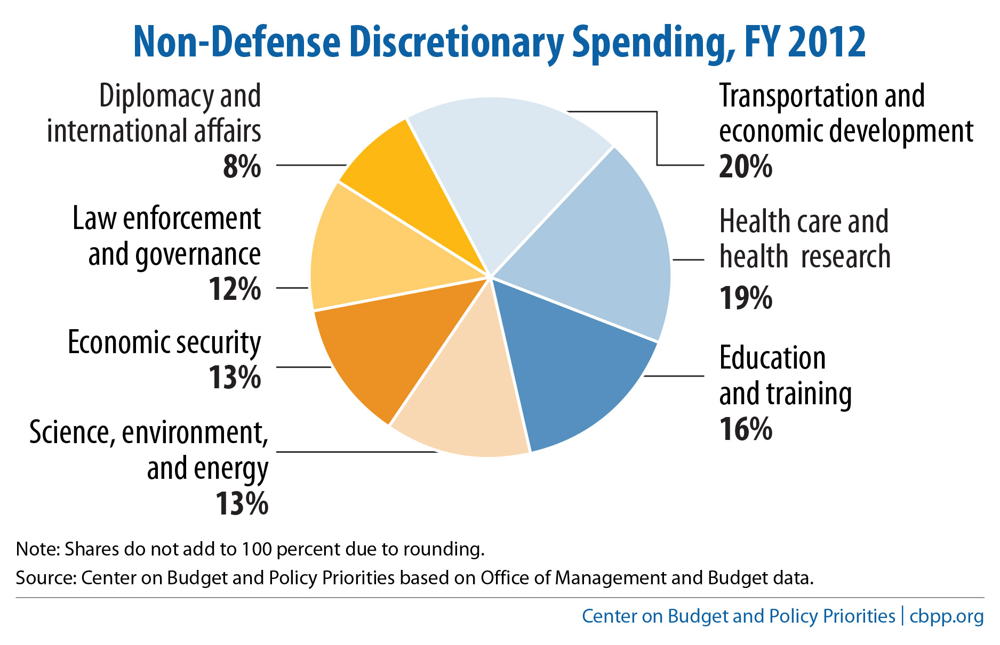 Non-Defense Discretionary Spending, FY 2012
Diplomacy and
international affairs
8%
Law enforcement
and governance
12%
Economic security
13%
Science, environment,
and energy
13%
Transportation and
economic development
20%
Health care and
health research
19%
Education
and training
16%
Note: Shares do not add to 100 percent due to rounding.
Source: Center on Budget and Policy Priorities based on Office of Management and Budget data.
Center on Budget and Policy Priorities | cbpp.org